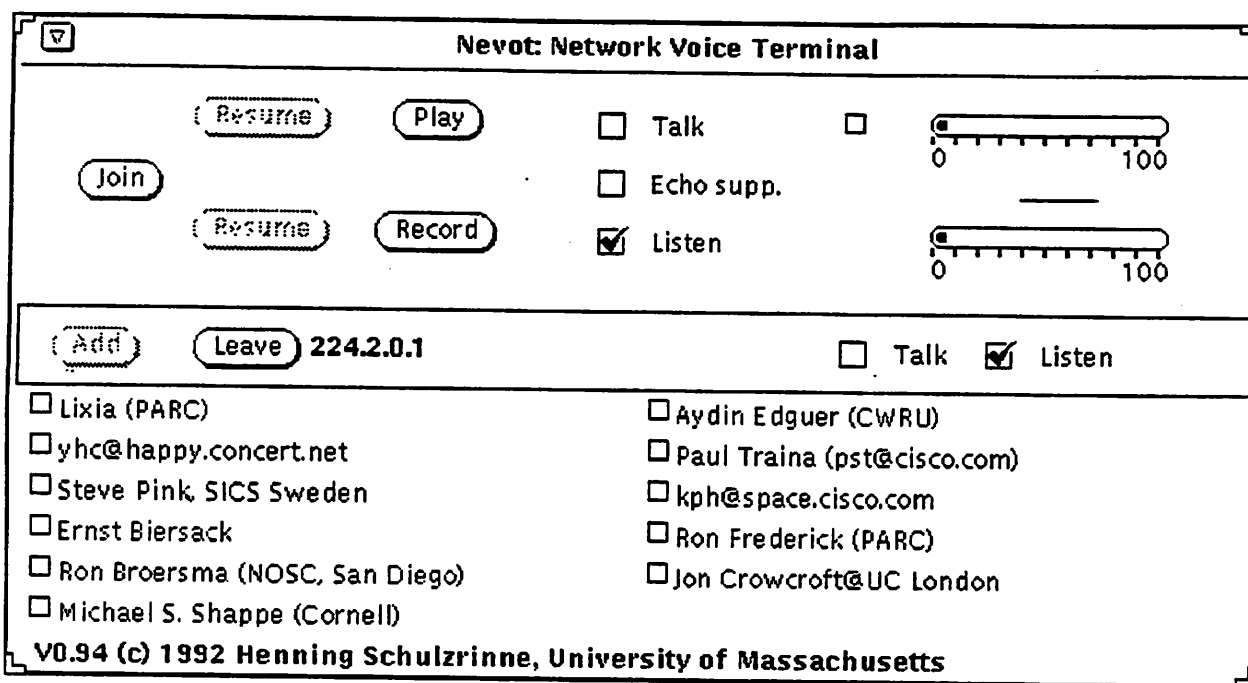 Nevot: Network Voice Terminal
Resume Play Talk
0 100
Join Echo supp.
Resume Record Listen
0 100
Add Leave 224.2.0.1 Talk Listen
Lixia (PARC) Aydin Edguer (CWRU)
yhc@happy.concert.net Paul Traina (pst@cisco.com)
Steve Pink, SICS Sweden kph@space.cisco.com
Ernst Biersack Ron Frederick (PARC)
Ron Broersma (NOSC, San Diego) Jon Crowcroft@UC London
Michael S. Shappe (Cornell)
V0.94 (c) 1992 Henning Schulzrinne, University of Massachusetts